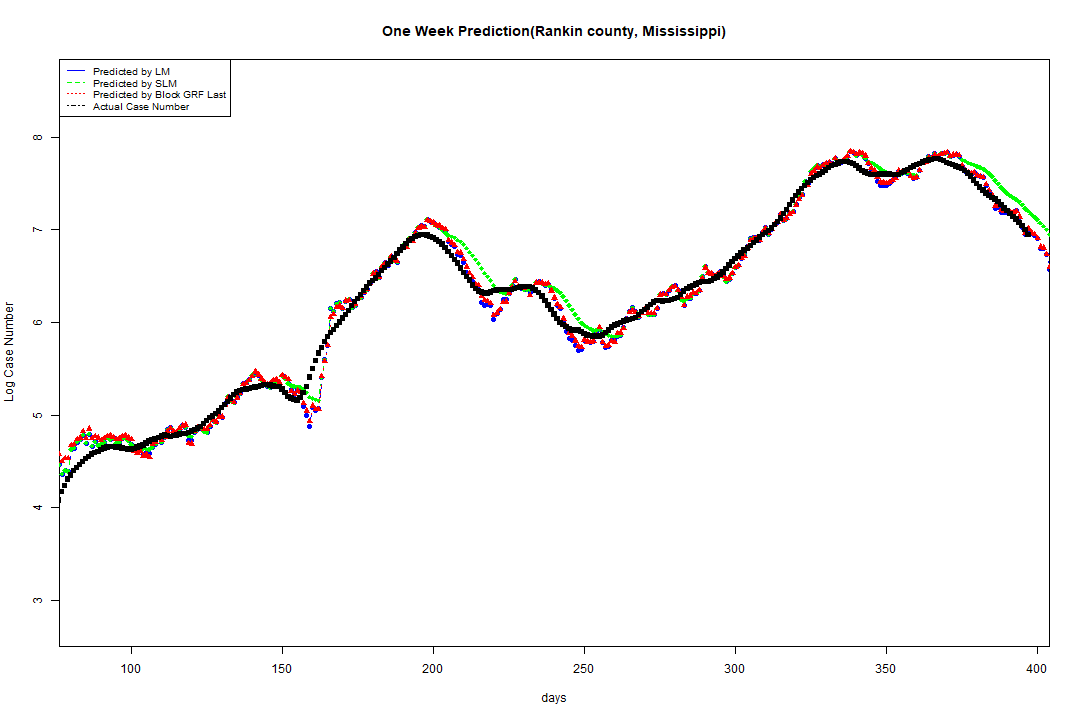 One Week Prediction(Rankin county, Mississippi)
Predicted by LM
Predicted by SLM
Predicted by Block GRF Last
Actual Case Number
8
7
6
5
4
3
Log Case Number
100 150 200 250 300 350 400
days